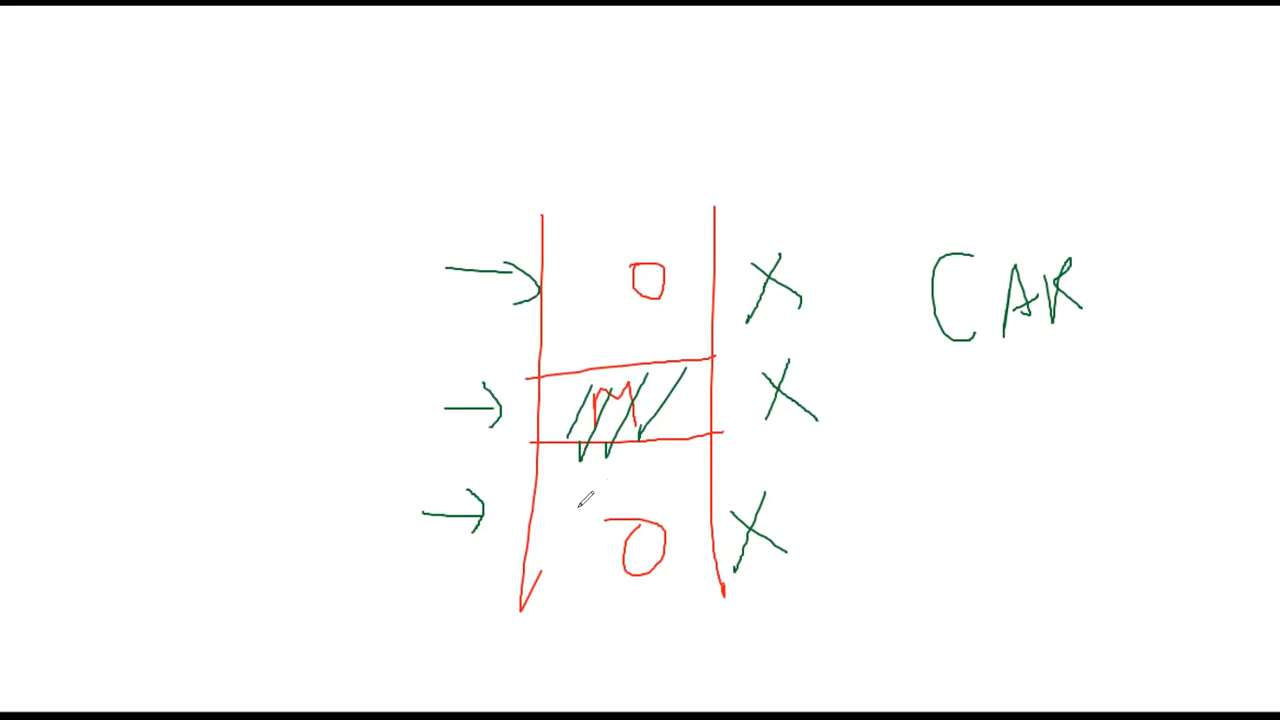 → O X CAR
→ M X
→ O X